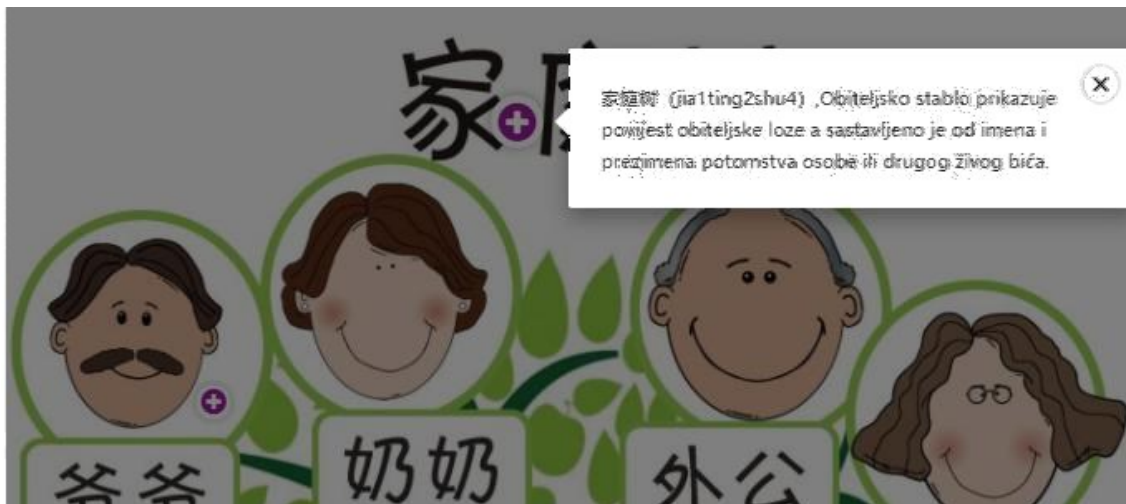 家
家庭树 (jia1ting2shu4) ,Obiteljsko stablo prikazuje
povijest obiteljske loze a sastavljeno je od imena i
prezimena potomstva osobe ili drugog živog bića.
爷爷
奶奶
外公